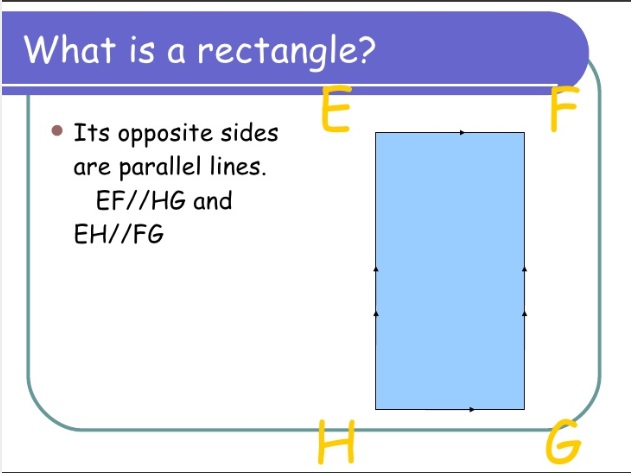 What is a rectangle?
E F
Its opposite sides
are parallel lines.
EF//HG and
EH//FG
H G